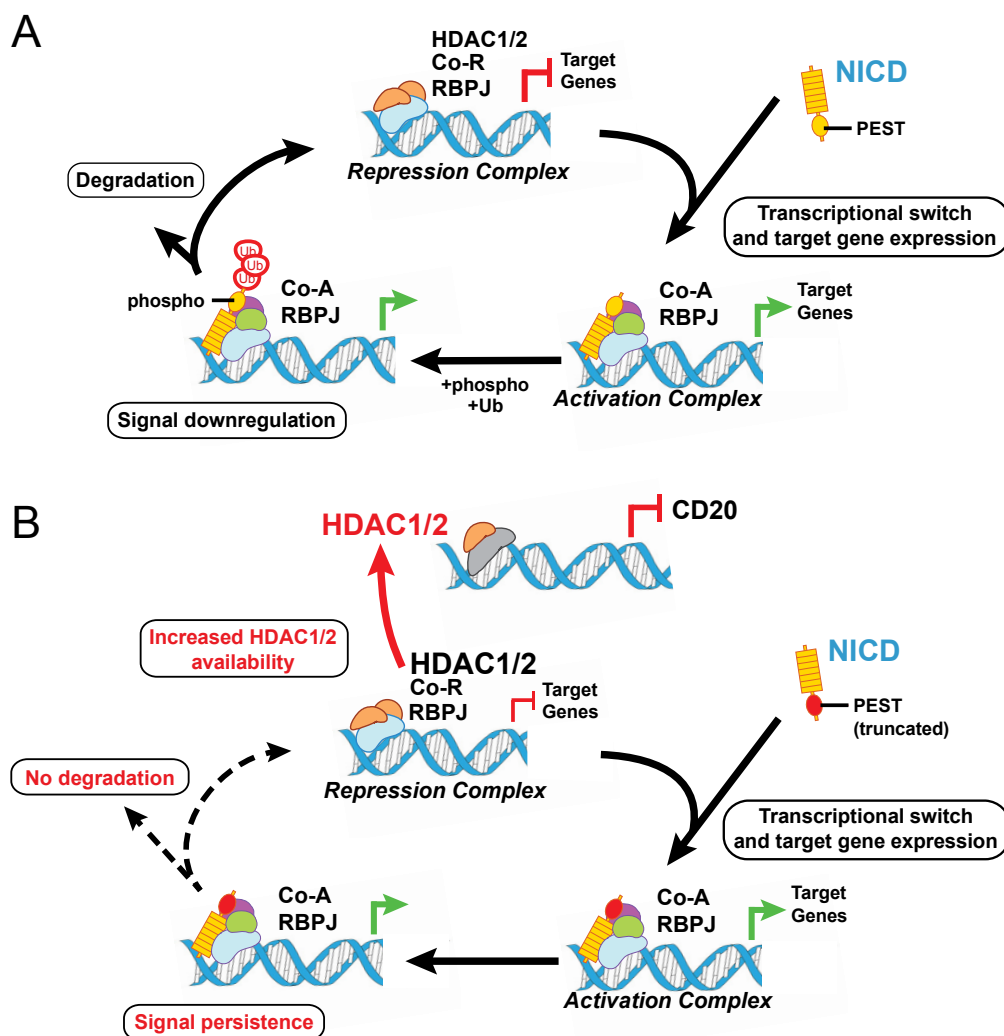 A
HDAC1/2
Co-R
RBPJ
Target
Genes
Repression Complex
NICD
PEST
Degradation
Transcriptional switch
and target gene expression
Ub
Ub
Ub
phospho
Co-A
RBPJ
Co-A
RBPJ
Target
Genes
+phospho
+Ub
Activation Complex
Signal downregulation
B
HDAC1/2
CD20
Increased HDAC1/2
availability
HDAC1/2
Co-R
RBPJ
Target
Genes
Repression Complex
NICD
PEST
(truncated)
No degradation
Transcriptional switch
and target gene expression
Co-A
RBPJ
Co-A
RBPJ
Target
Genes
Activation Complex
Signal persistence